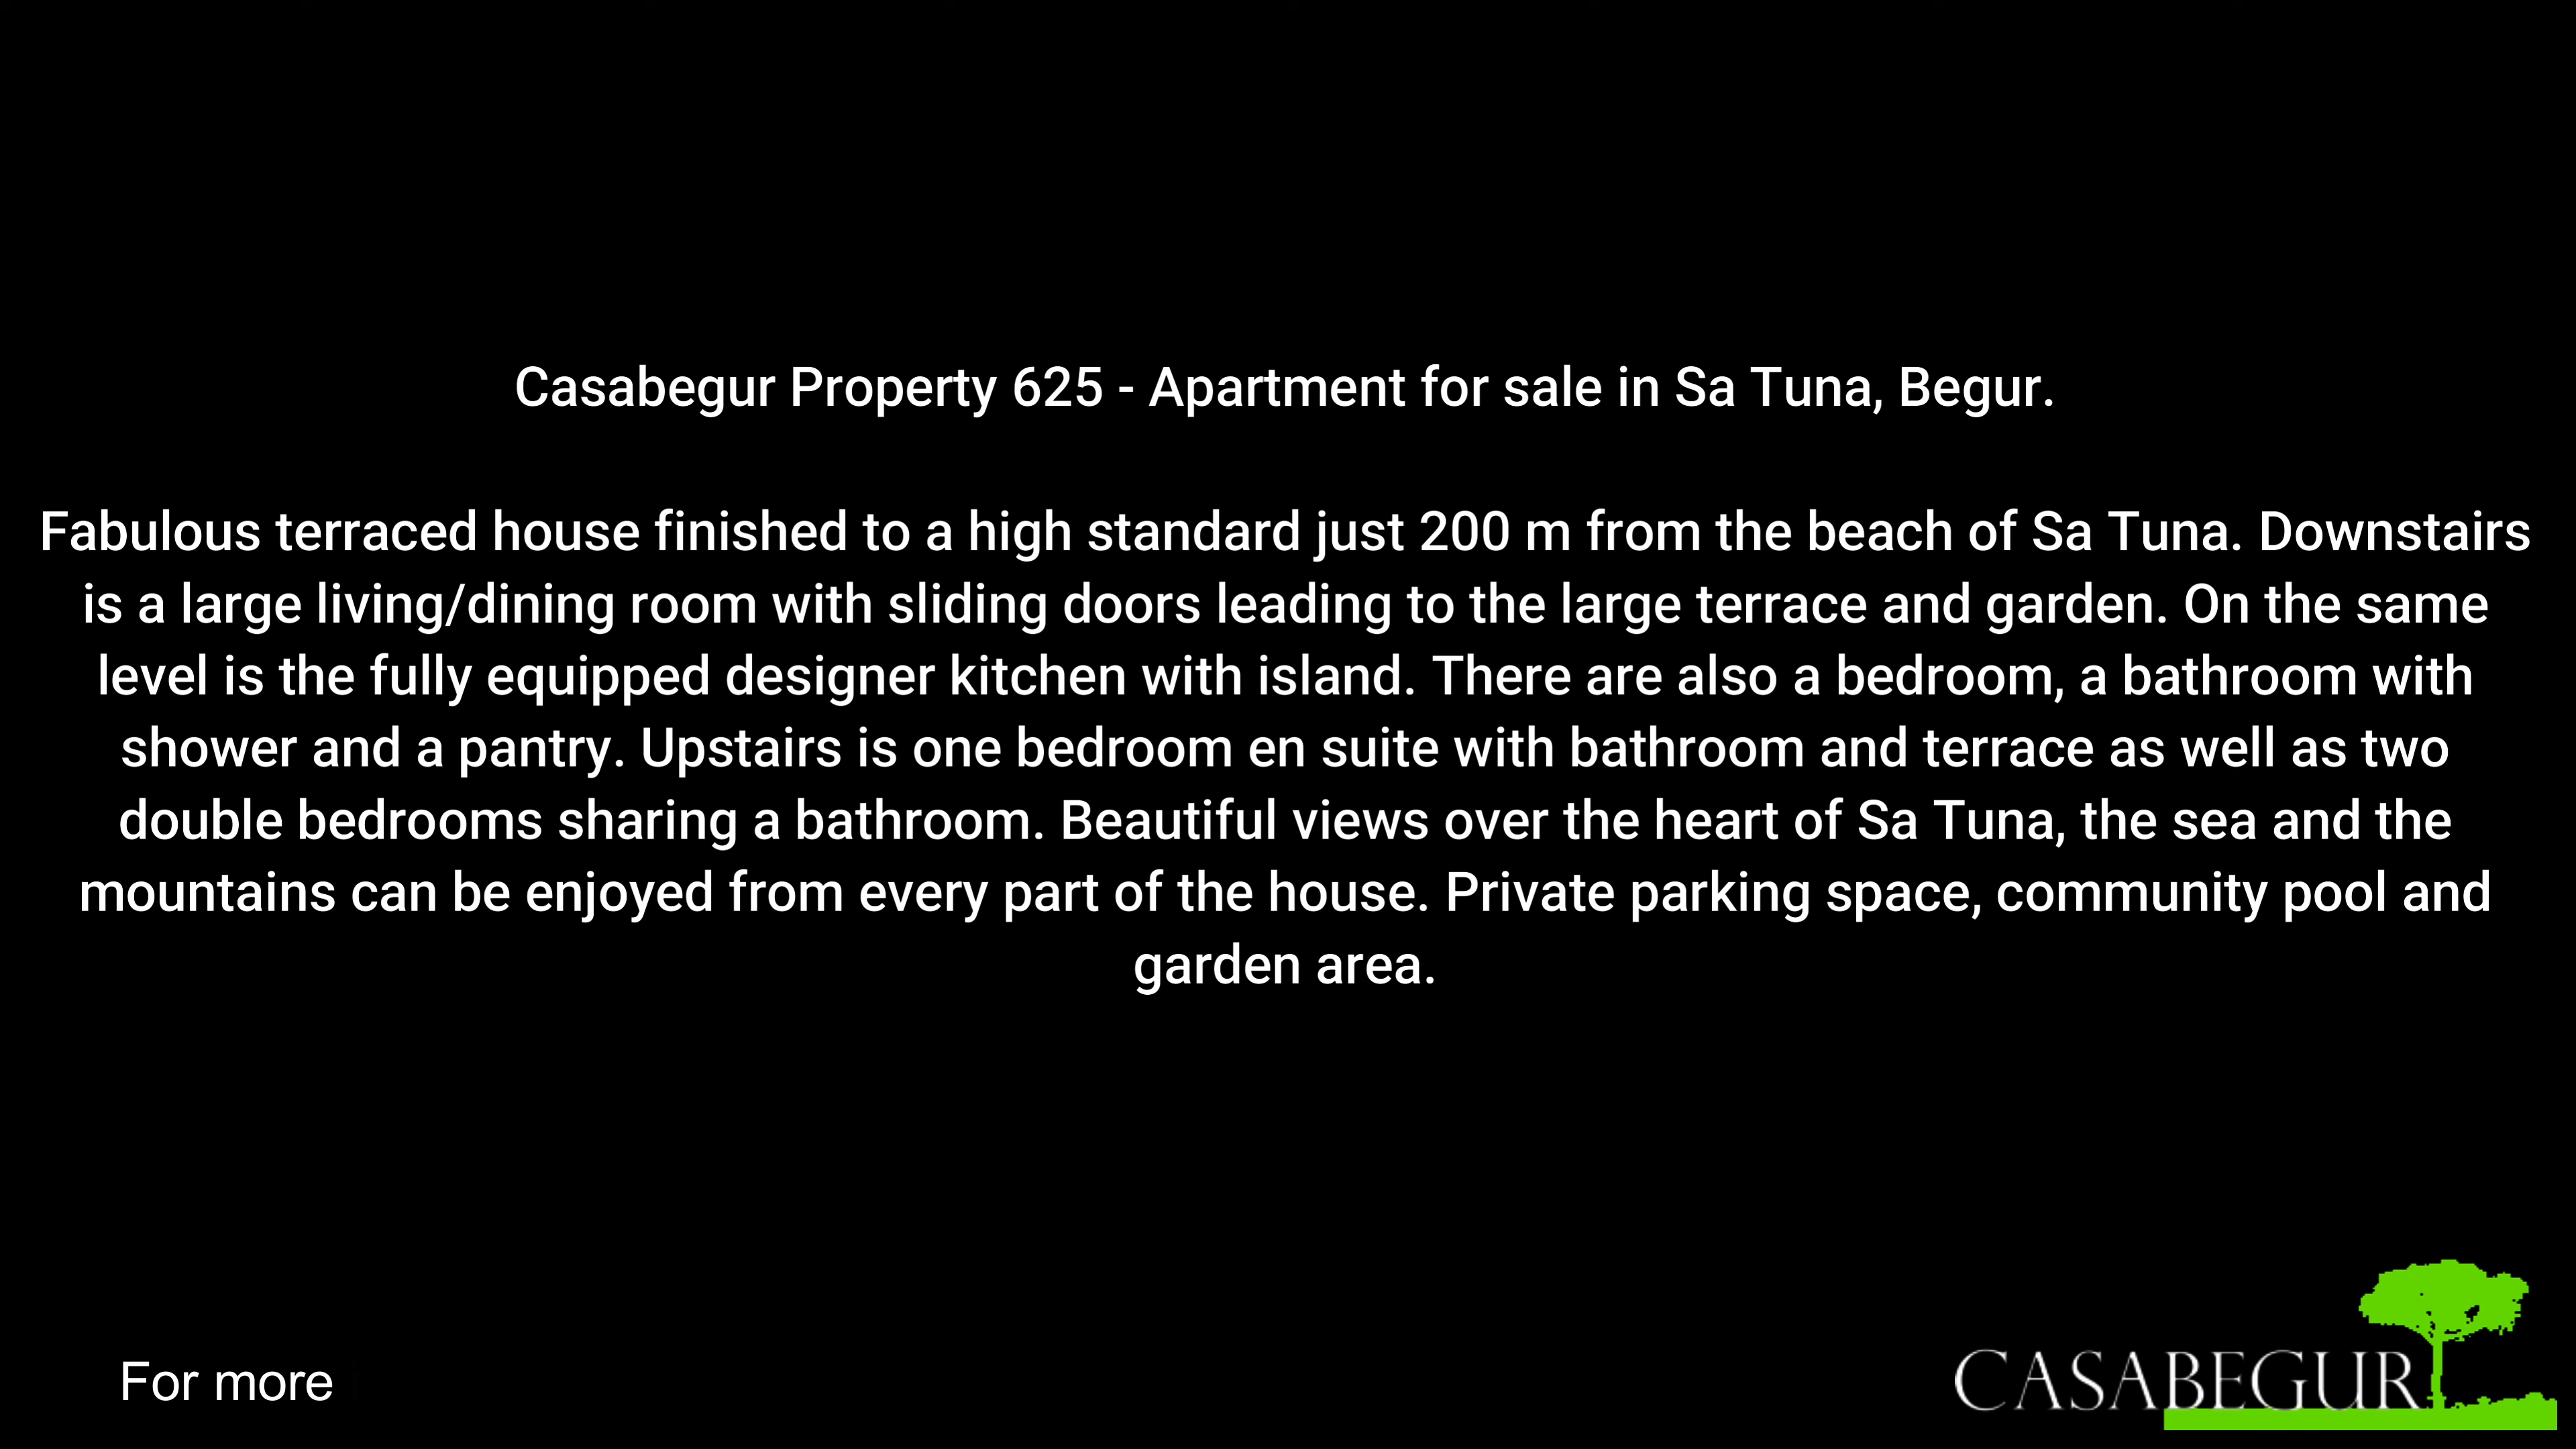 Casabegur Property 625 - Apartment for sale in Sa Tuna, Begur.
Fabulous terraced house finished to a high standard just 200 m from the beach of Sa Tuna. Downstairs
is a large living/dining room with sliding doors leading to the large terrace and garden. On the same
level is the fully equipped designer kitchen with island. There are also a bedroom, a bathroom with
shower and a pantry. Upstairs is one bedroom en suite with bathroom and terrace as well as two
double bedrooms sharing a bathroom. Beautiful views over the heart of Sa Tuna, the sea and the
mountains can be enjoyed from every part of the house. Private parking space, community pool and
garden area.
For more
CASABEGUR